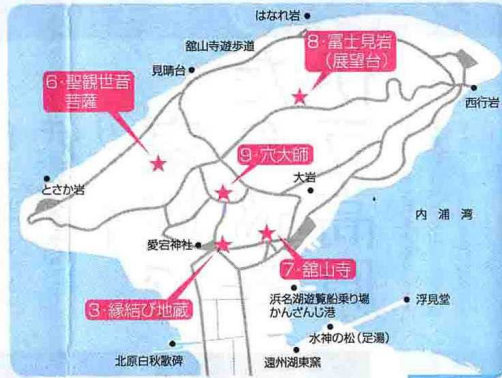 はなれ岩
舘山寺遊歩道
8・富士見岩
(展望台)
見晴台
6・聖観世音
菩薩
西行岩
9・穴大師
とさか岩
大岩
内浦湾
愛宕神社
7・舘山寺
3・縁結び地蔵
浜名湖遊覧船乗り場
かんざんじ港
浮見堂
水神の松(足湯)
北原白秋歌碑
遠州湖東窯